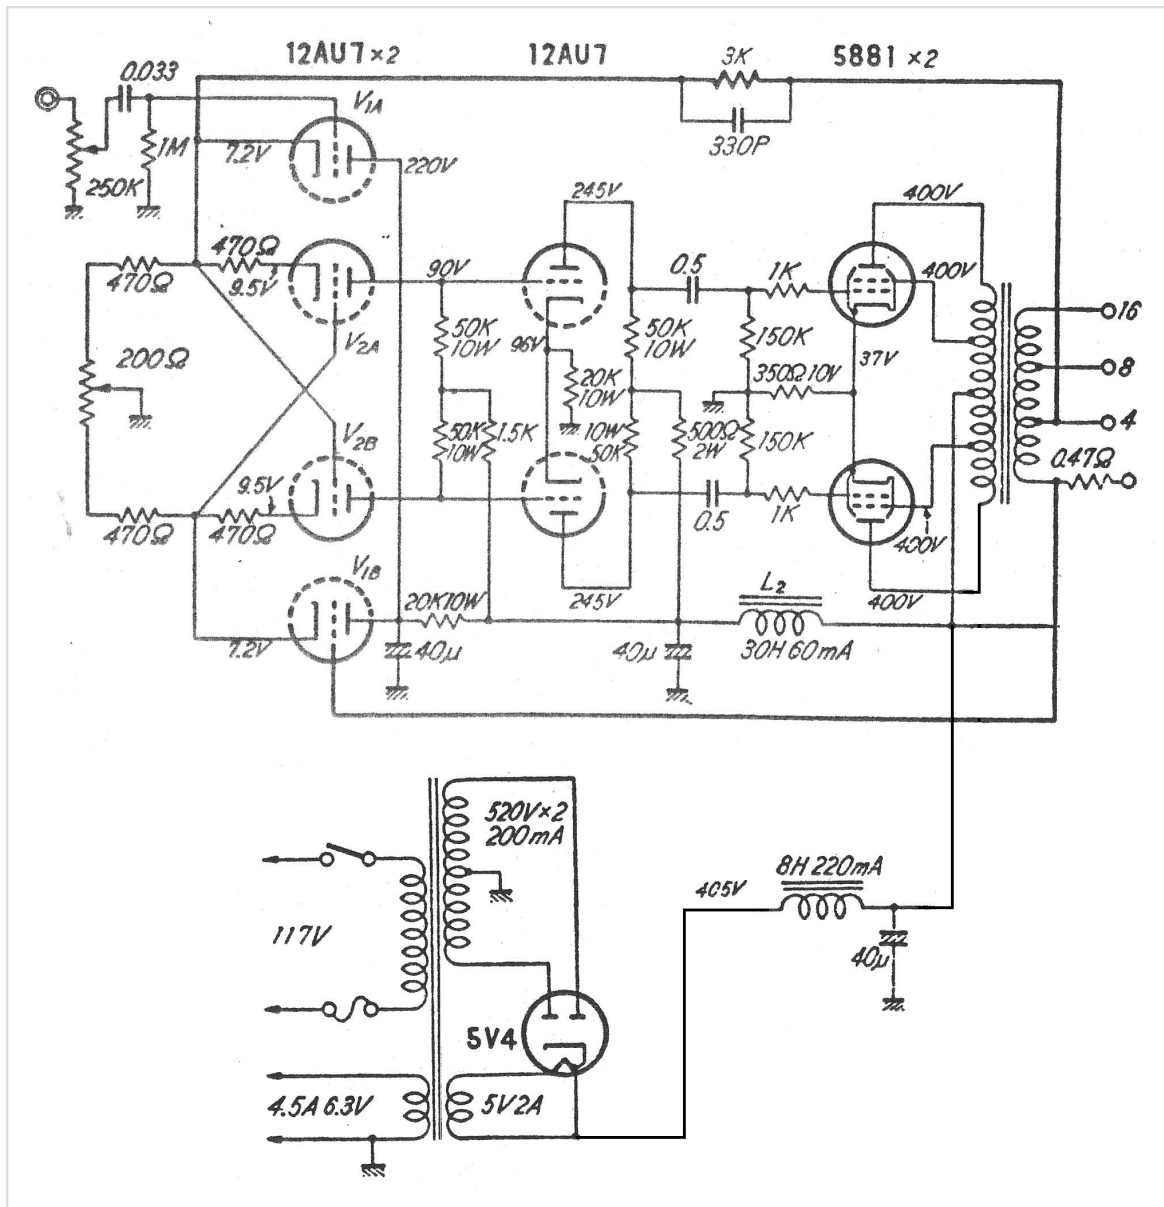 12AU7×2
12AU7
5881 ×2
3K
330P
0.033
V1A
1M
7.2V
250K
220V
245V
400V
470Ω
470Ω
9.5V
90V
0.5
1K
400V
16
50K
10W
V2A
96V
50K
10W
150K
37V
8
200Ω
20K
10W
350Ω 10V
4
50K
10W
1.5K
V2B
10W
50K
500Ω
2W
150K
0.47Ω
9.5V
470Ω
470Ω
0.5
1K
400V
V1B
20K10W
245V
L2
400V
7.2V
40μ
40μ
30H 60mA
520V×2
200mA
8H 220mA
405V
117V
40μ
5V4
4.5A 6.3V
5V2A